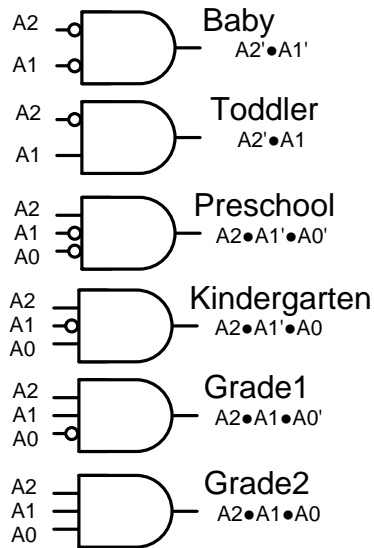 Baby
A2
A2'●A1'
A1
Toddler
A2
A2'●A1
A1
Preschool
A2
A1
A2●A1'●A0'
A0
Kindergarten
A2
A1
A2●A1'●A0
A0
Grade1
A2
A1
A2●A1●A0'
A0
Grade2
A2
A1
A2●A1●A0
A0